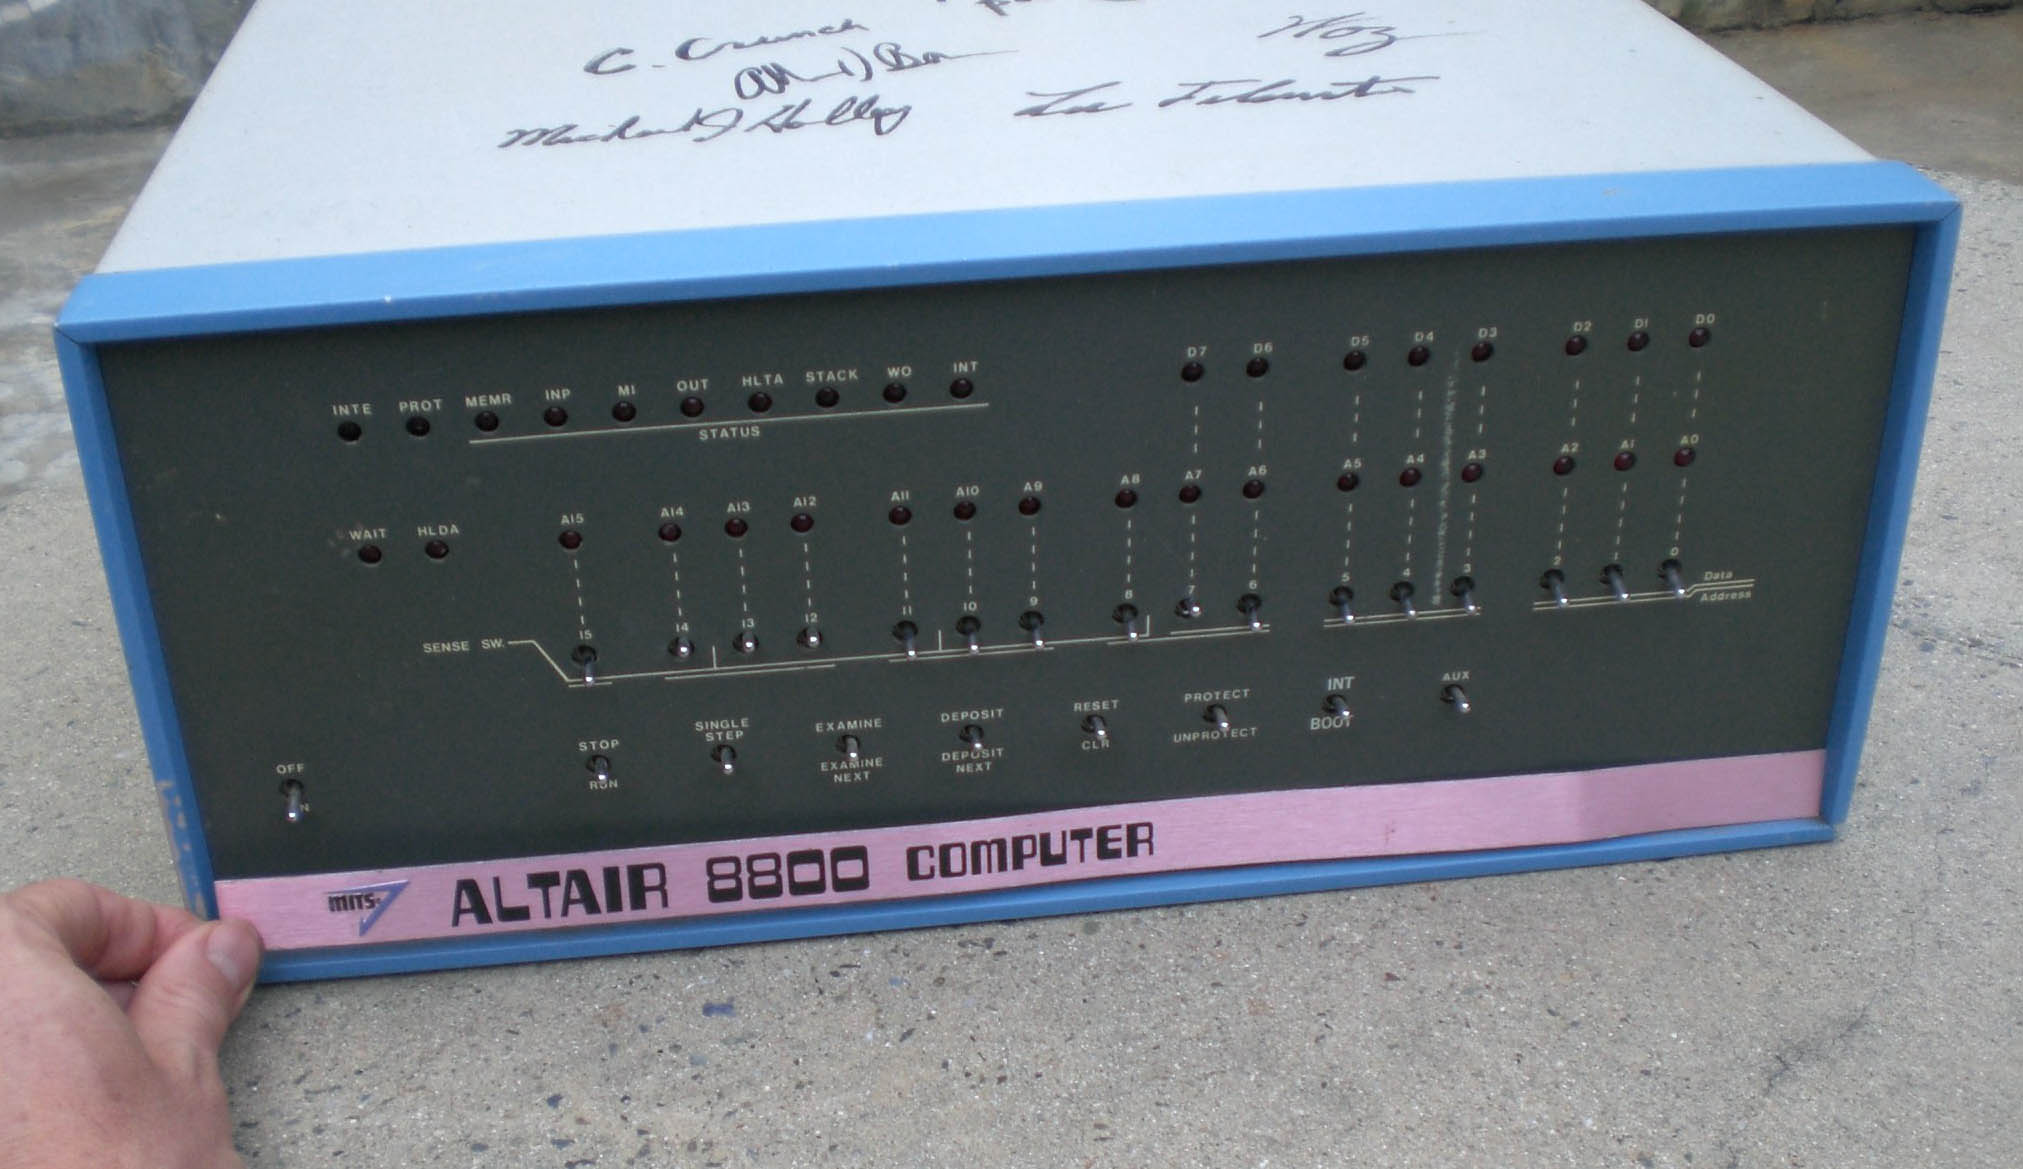 C. Crunch
Woz
Michael J Holley
Lee Felsenstein
D7 D6 D5 D4 D3 D2 D1 D0
INTE PROT MEMR INP MI OUT HLTA STACK WO INT
STATUS
WAIT HLDA
A15 A14 A13 A12 A11 A10 A9 A8 A7 A6 A5 A4 A3 A2 A1 A0
SENSE SW. 15 14 13 12 11 10 9 8 7 6 5 4 3 2 0
Data
Address
OFF
STOP
RUN
SINGLE
STEP
EXAMINE
EXAMINE
NEXT
DEPOSIT
DEPOSIT
NEXT
RESET
CLR
PROTECT
UNPROTECT
INT
BOOT
AUX
mits
ALTAIR 8800 COMPUTER